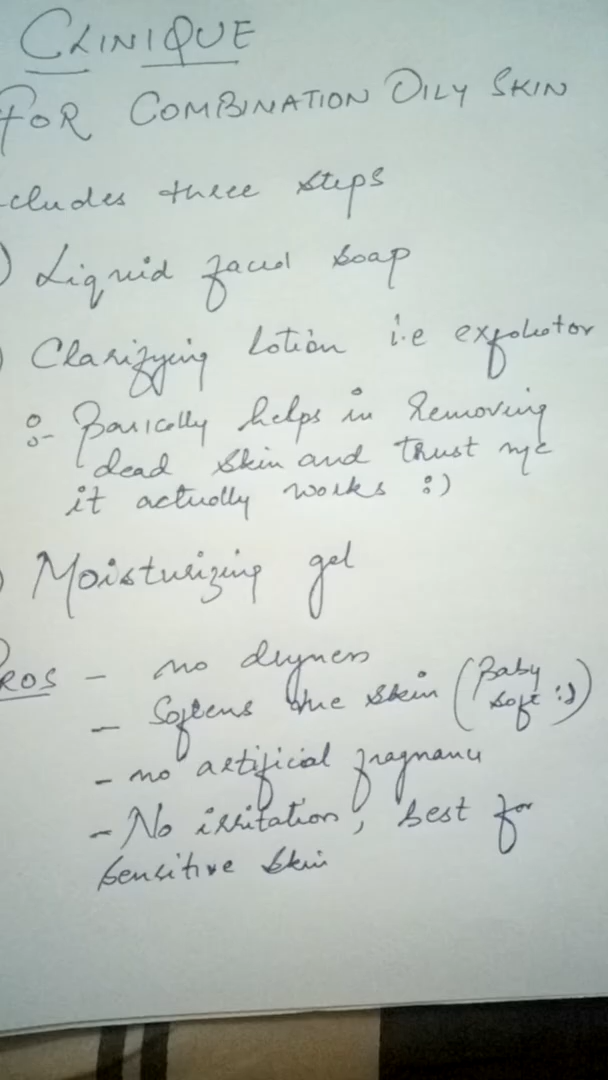 CLINIQUE
FOR COMBINATION OILY SKIN
cludes three steps
) Liquid facial soap
) Clarifying Lotion i.e exfoliator
:- Basically helps in Removing
dead skin and trust me
it actually works :)
) Moisturizing gel
PROS - no dryness
- Softens the skin (Baby
soft :))
- no artificial fragnance
- No irritation, best for
sensitive skin